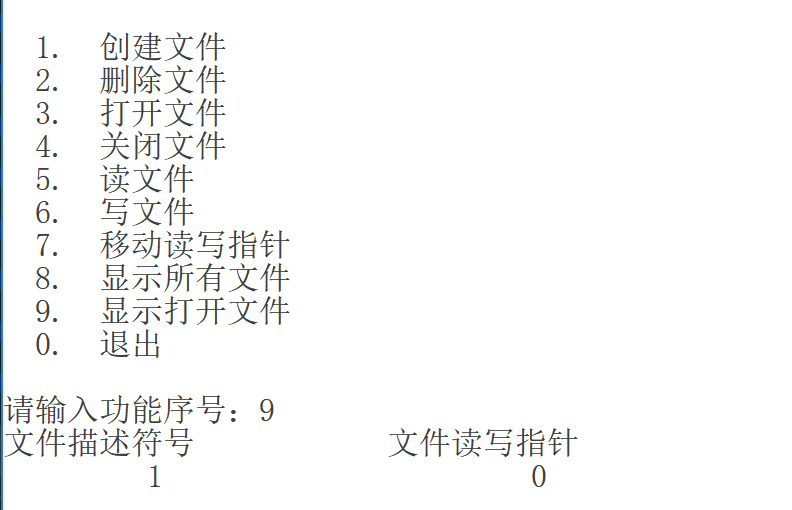 1. 创建文件
2. 删除文件
3. 打开文件
4. 关闭文件
5. 读文件
6. 写文件
7. 移动读写指针
8. 显示所有文件
9. 显示打开文件
0. 退出
请输入功能序号：9
文件描述符号 文件读写指针
1 0